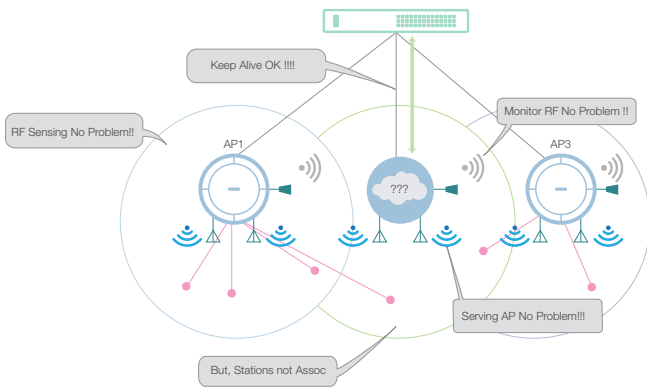 Keep Alive OK !!!!
Monitor RF No Problem !!
RF Sensing No Problem!!
AP1
AP3
???
Serving AP No Problem!!!
But, Stations not Assoc